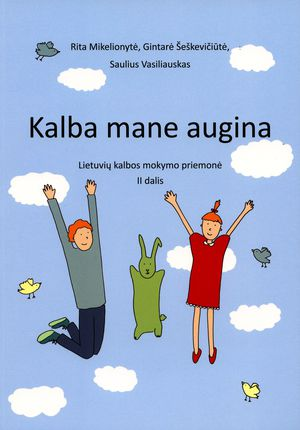 Rita Mikelionytė, Gintarė Šeškevičiūtė,
Saulius Vasiliauskas
Kalba mane augina
Lietuvių kalbos mokymo priemonė
II dalis